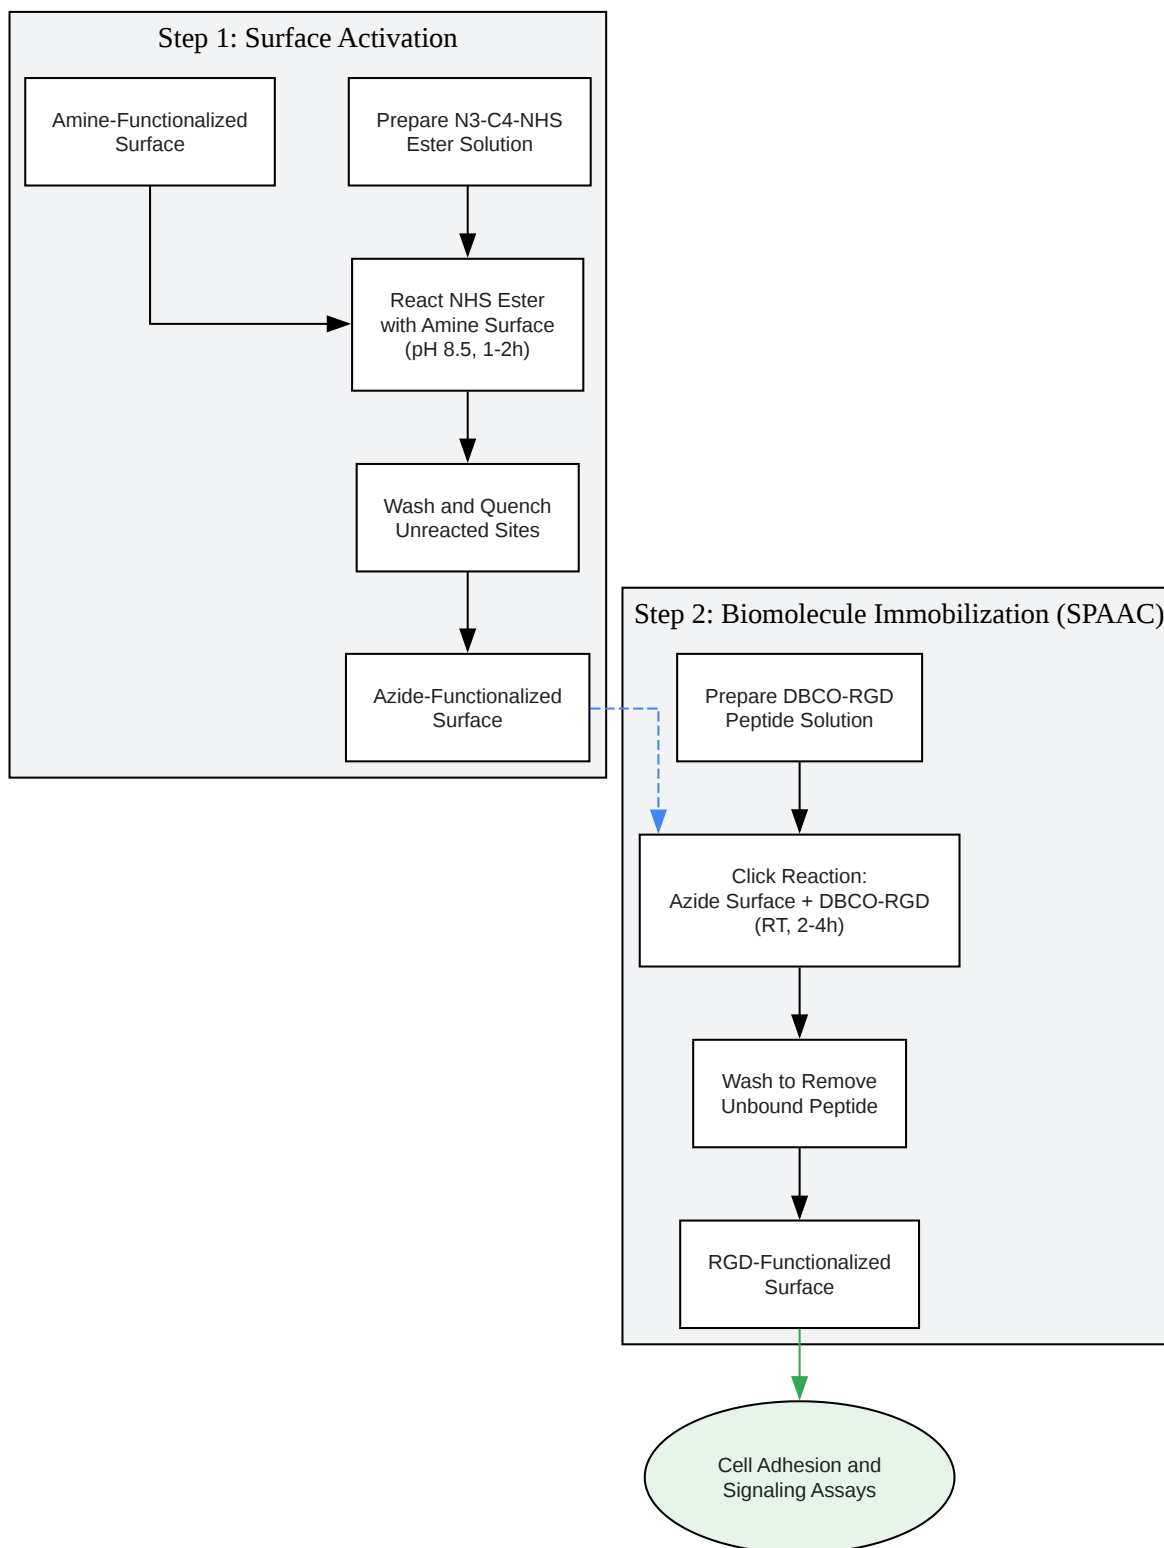 Step 1: Surface Activation
Amine-Functionalized
Surface
Prepare N3-C4-NHS
Ester Solution
React NHS Ester
with Amine Surface
(pH 8.5, 1-2h)
Wash and Quench
Unreacted Sites
Azide-Functionalized
Surface
Step 2: Biomolecule Immobilization (SPAAC)
Prepare DBCO-RGD
Peptide Solution
Click Reaction:
Azide Surface + DBCO-RGD
(RT, 2-4h)
Wash to Remove
Unbound Peptide
RGD-Functionalized
Surface
Cell Adhesion and
Signaling Assays